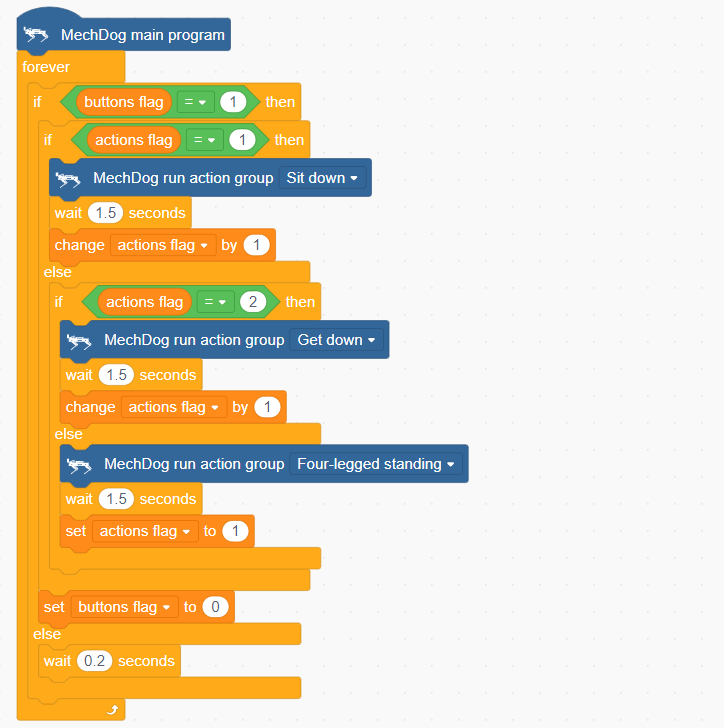 MechDog main program
forever
if buttons flag = 1 then
if actions flag = 1 then
MechDog run action group Sit down
wait 1.5 seconds
change actions flag by 1
else
if actions flag = 2 then
MechDog run action group Get down
wait 1.5 seconds
change actions flag by 1
else
MechDog run action group Four-legged standing
wait 1.5 seconds
set actions flag to 1
set buttons flag to 0
else
wait 0.2 seconds